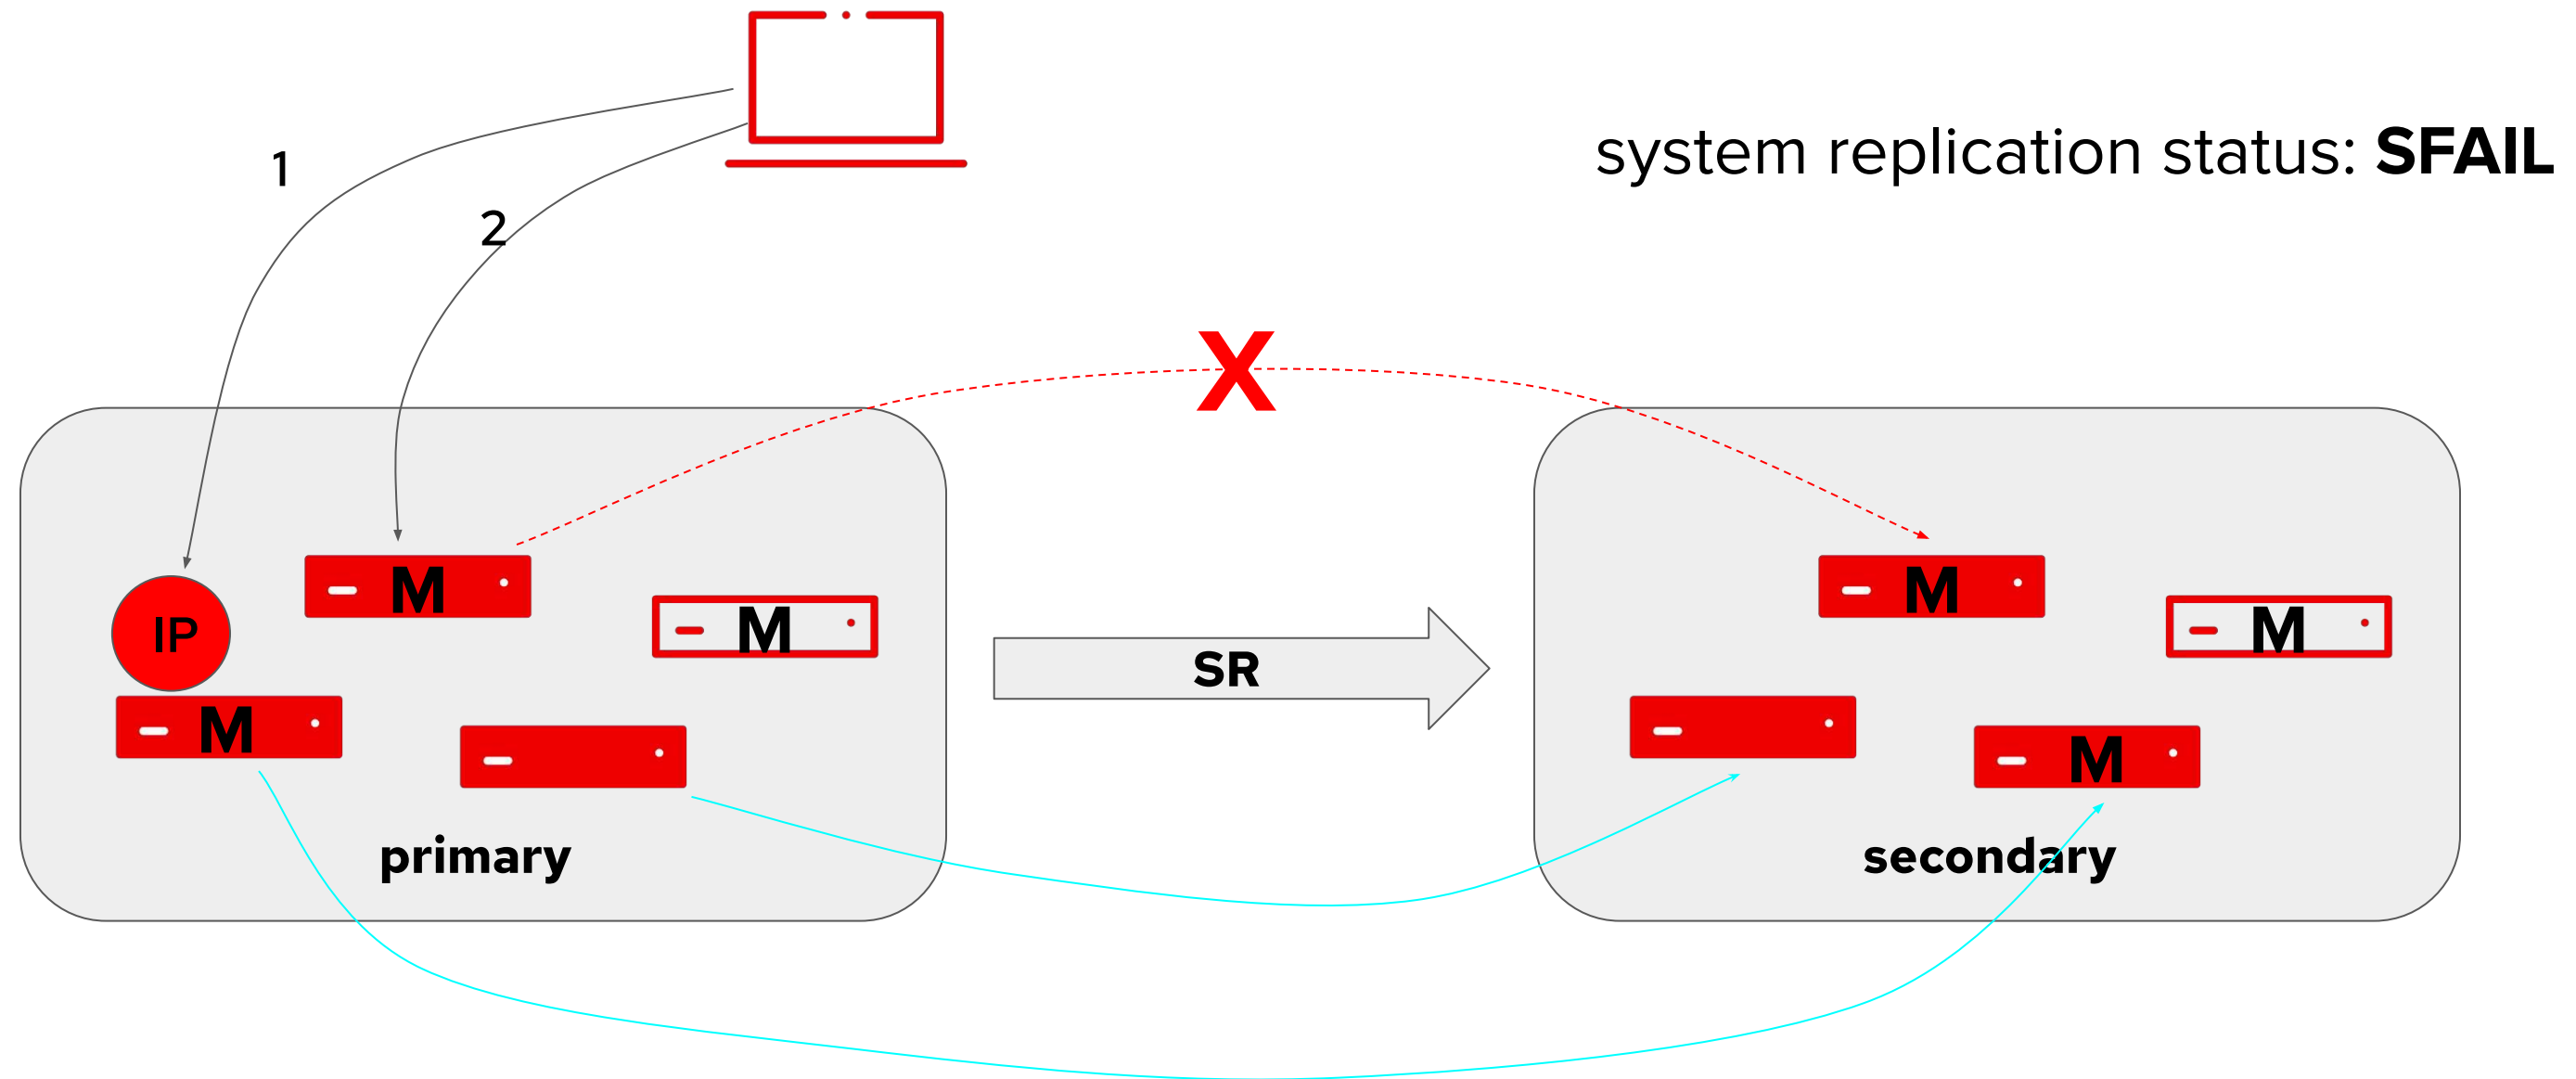 system replication status: SFAIL
1
2
X
M
M
IP
M
M
SR
M
M
M
primary
secondary